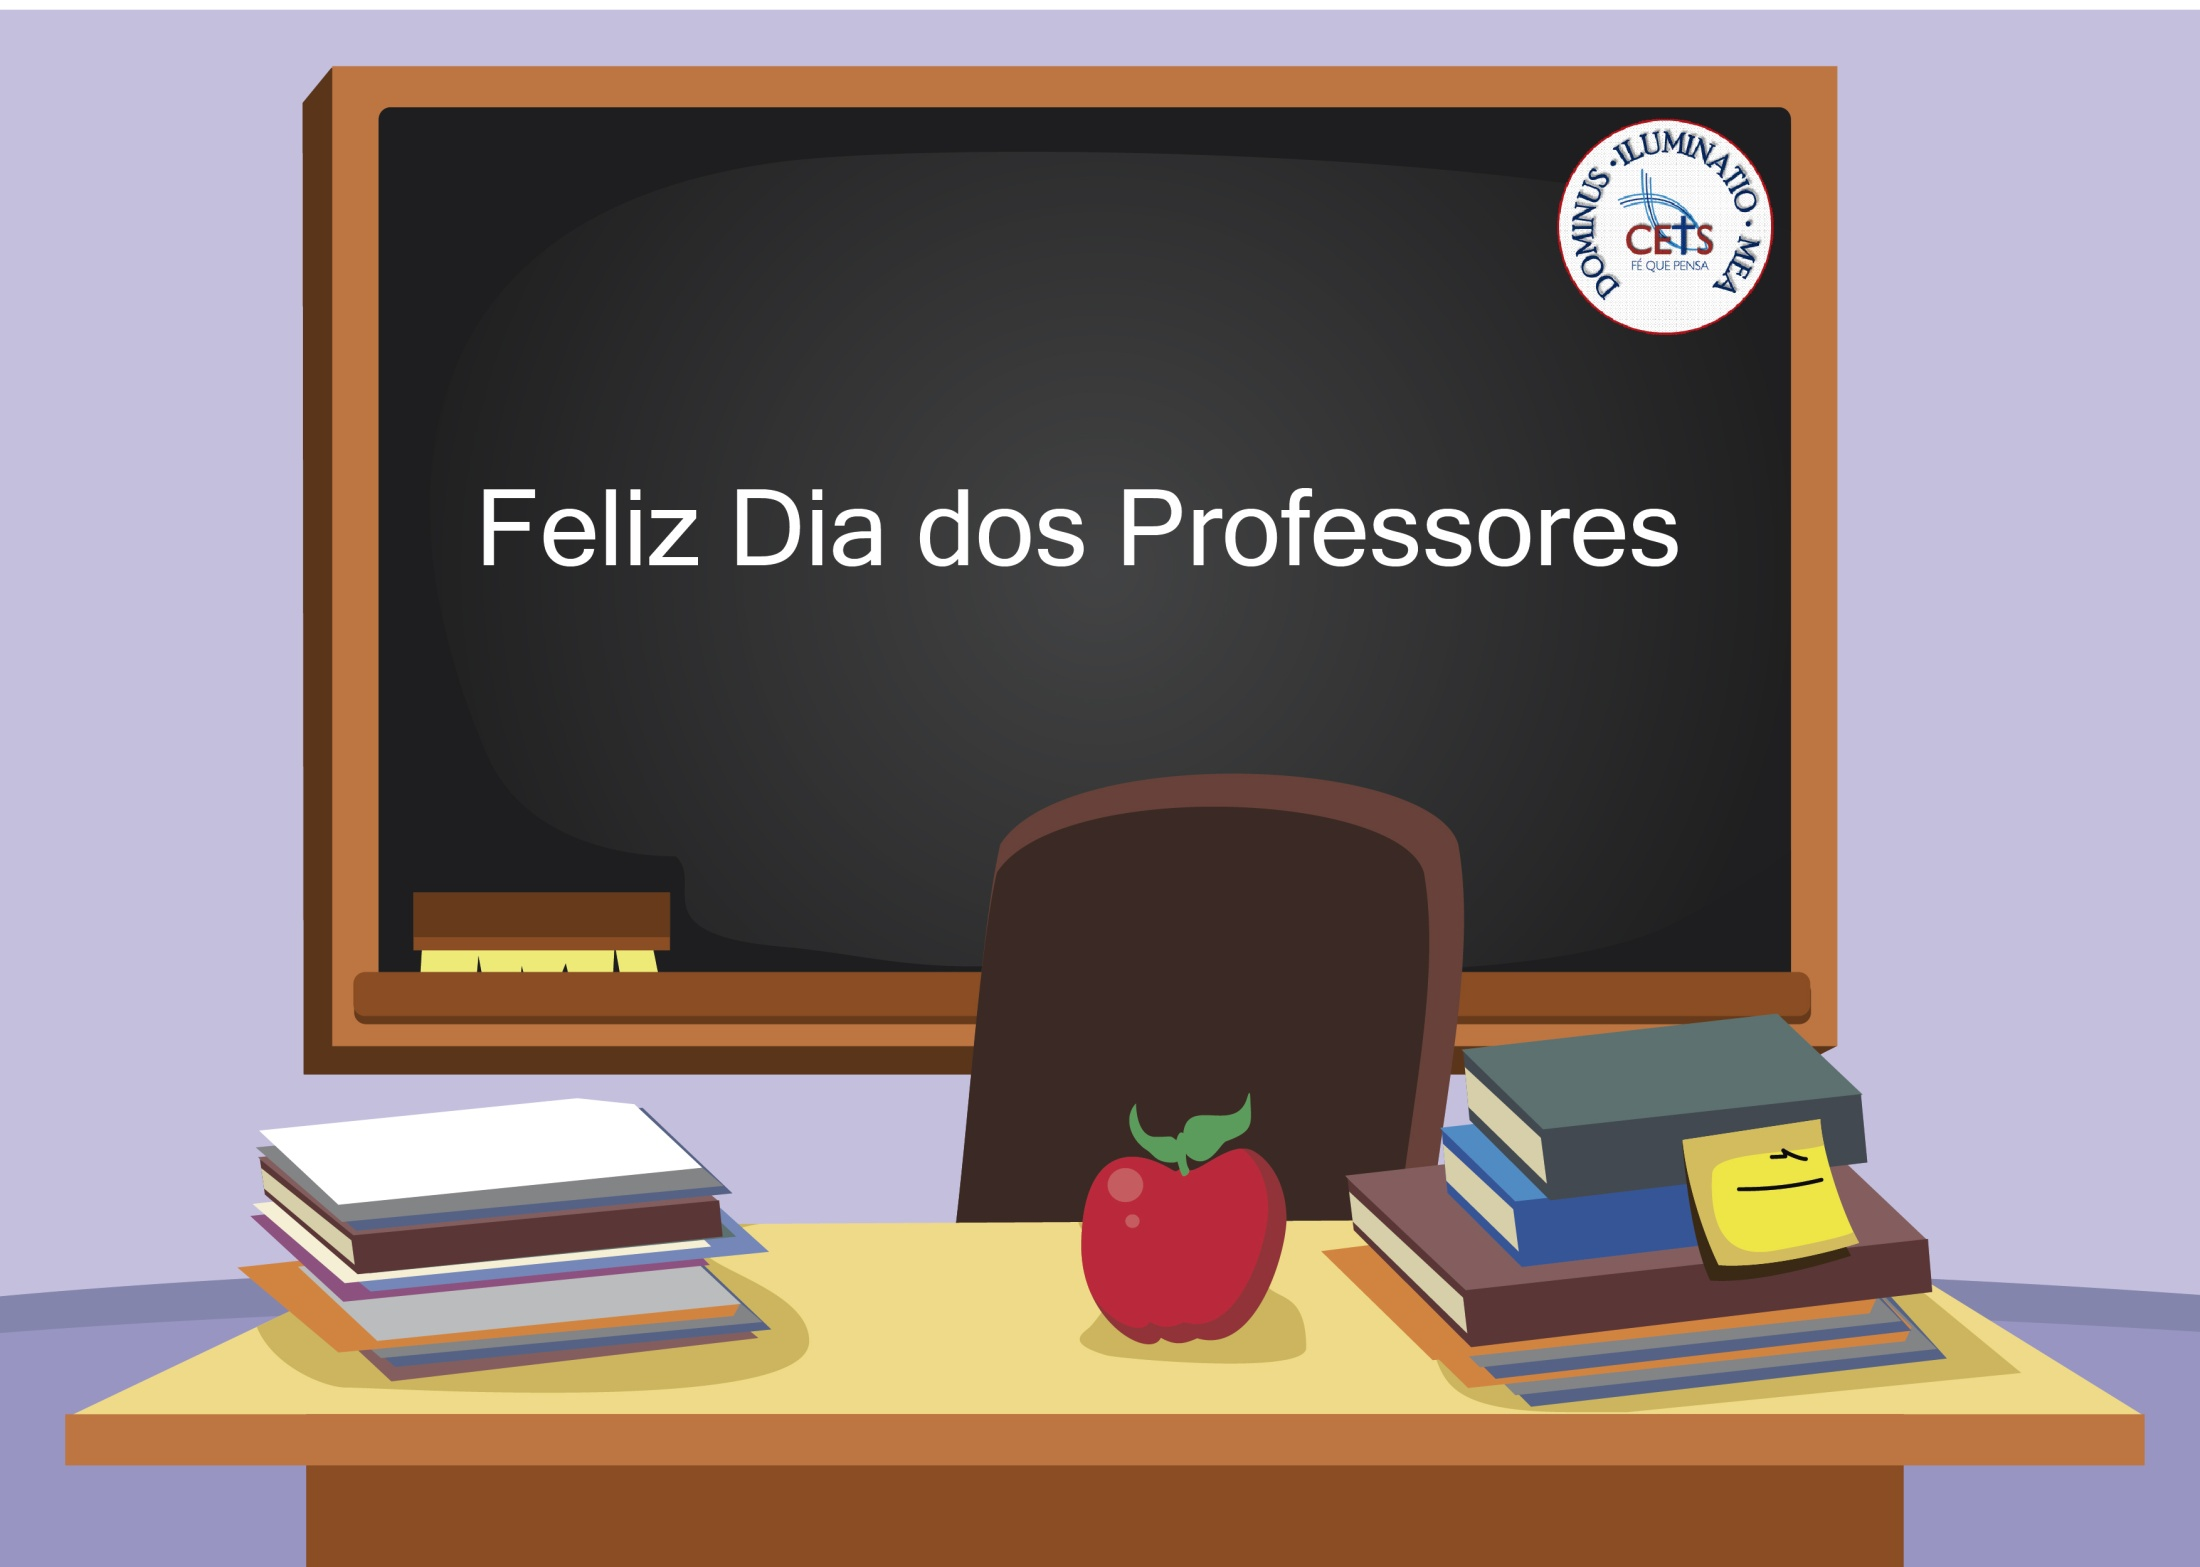 DOMINUS · ILUMINATIO · MEA
CETS
FÉ QUE PENSA
Feliz Dia dos Professores